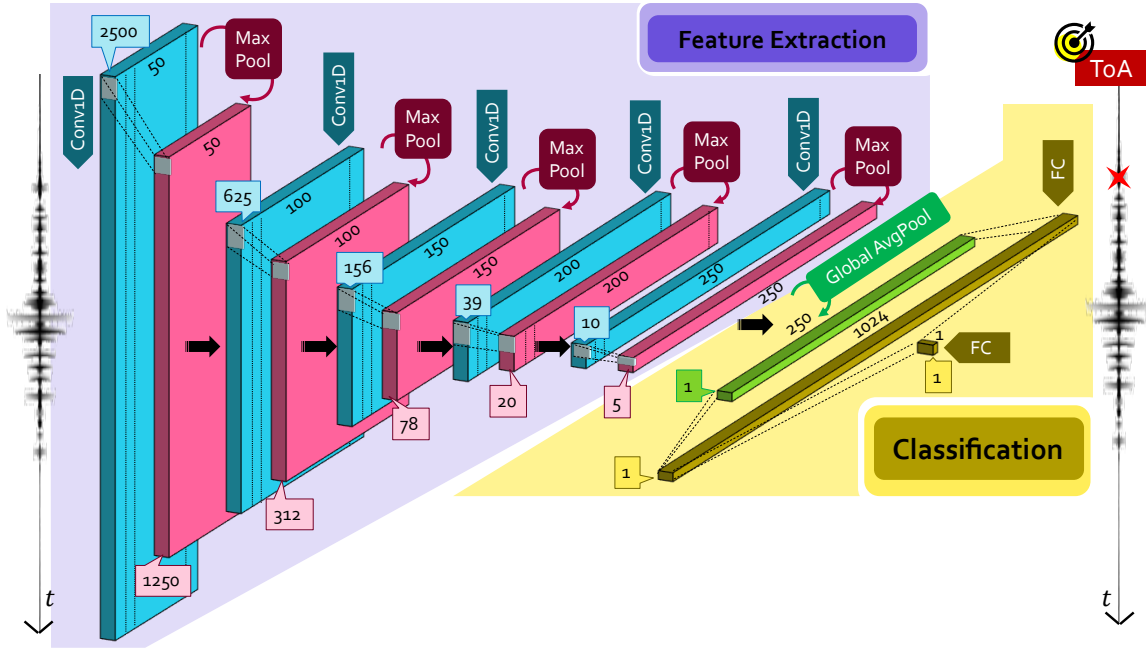 Feature Extraction
2500
50
Max
Pool
Conv1D
50
1250
Conv1D
625
100
Max
Pool
100
312
Conv1D
156
150
Max
Pool
150
78
Conv1D
39
200
Max
Pool
200
20
Conv1D
10
250
Max
Pool
250
5
Global AvgPool
250
1
FC
1024
1
FC
1
1
Classification
ToA
t
t